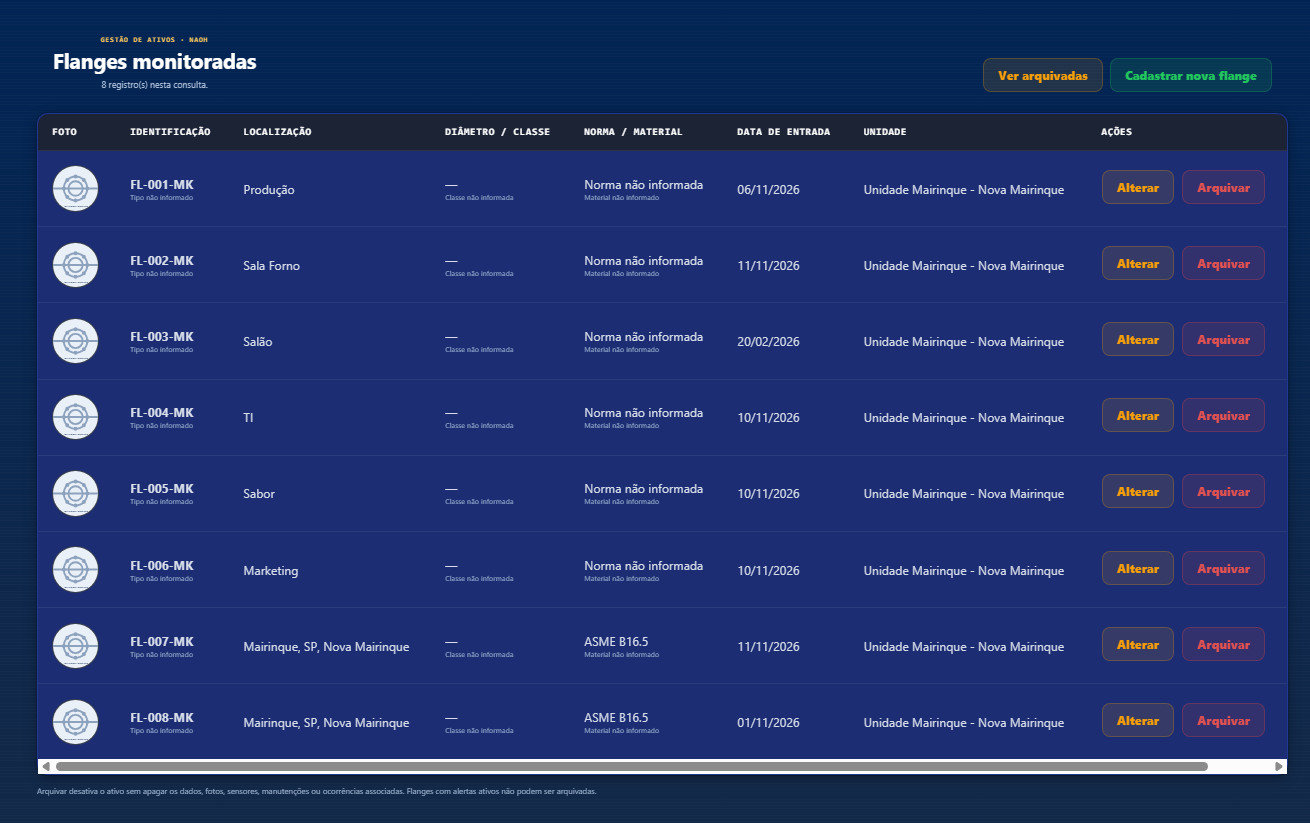 GESTÃO DE ATIVOS · NAOH
Flanges monitoradas
8 registro(s) nesta consulta.
Ver arquivadas
Cadastrar nova flange
FOTO IDENTIFICAÇÃO LOCALIZAÇÃO DIÂMETRO / CLASSE NORMA / MATERIAL DATA DE ENTRADA UNIDADE AÇÕES
FL-001-MK Produção — Norma não informada 06/11/2026 Unidade Mairinque - Nova Mairinque Alterar Arquivar
Tipo não informado Classe não informada Material não informado
FL-002-MK Sala Forno — Norma não informada 11/11/2026 Unidade Mairinque - Nova Mairinque Alterar Arquivar
Tipo não informado Classe não informada Material não informado
FL-003-MK Salão — Norma não informada 20/02/2026 Unidade Mairinque - Nova Mairinque Alterar Arquivar
Tipo não informado Classe não informada Material não informado
FL-004-MK TI — Norma não informada 10/11/2026 Unidade Mairinque - Nova Mairinque Alterar Arquivar
Tipo não informado Classe não informada Material não informado
FL-005-MK Sabor — Norma não informada 10/11/2026 Unidade Mairinque - Nova Mairinque Alterar Arquivar
Tipo não informado Classe não informada Material não informado
FL-006-MK Marketing — Norma não informada 10/11/2026 Unidade Mairinque - Nova Mairinque Alterar Arquivar
Tipo não informado Classe não informada Material não informado
FL-007-MK Mairinque, SP, Nova Mairinque — ASME B16.5 11/11/2026 Unidade Mairinque - Nova Mairinque Alterar Arquivar
Tipo não informado Classe não informada Material não informado
FL-008-MK Mairinque, SP, Nova Mairinque — ASME B16.5 01/11/2026 Unidade Mairinque - Nova Mairinque Alterar Arquivar
Tipo não informado Classe não informada Material não informado
Arquivar desativa o ativo sem apagar os dados, fotos, sensores, manutenções ou ocorrências associadas. Flanges com alertas ativos não podem ser arquivadas.